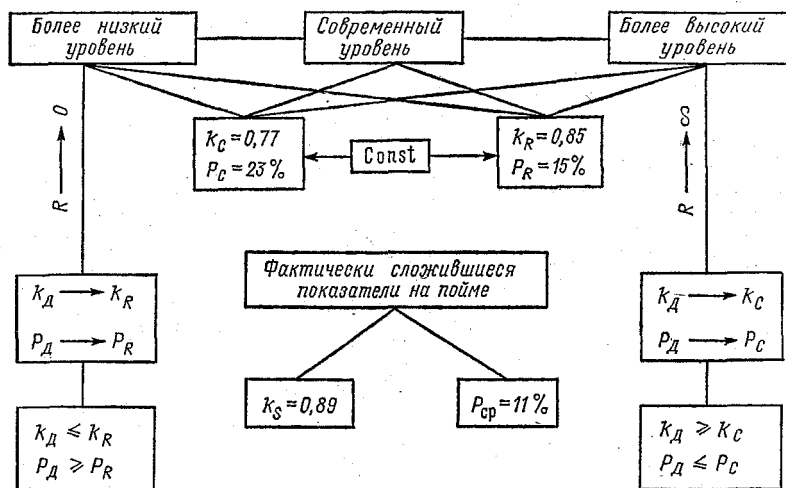 Более низкий
уровень
Современный
уровень
Более высокий
уровень
R → 0
K_C = 0,77
P_C = 23%
Const
K_R = 0,85
P_R = 15%
R → ∞
K_Д → K_R
P_Д → P_R
Фактически сложившиеся
показатели на пойме
K_Д → K_C
P_Д → P_C
K_S = 0,89
P_ср = 11%
K_Д ≤ K_R
P_Д ≥ P_R
K_Д ≥ K_C
P_Д ≤ P_C